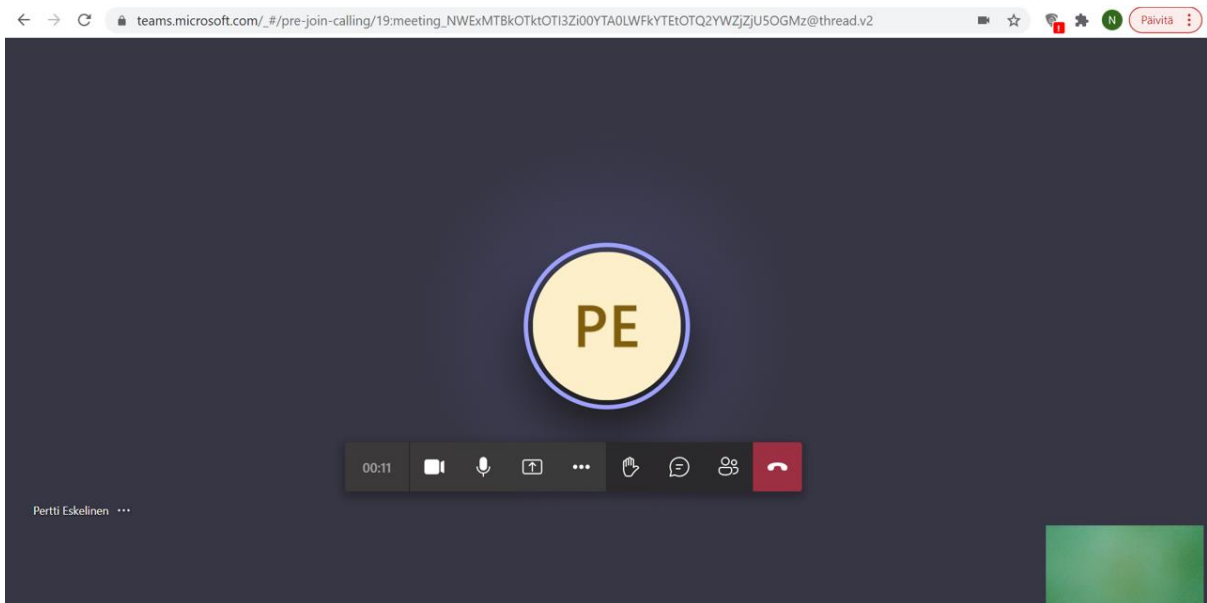 teams.microsoft.com/_#/pre-join-calling/19:meeting_NWExMTBkOTktOTI3Zi00YTA0LWFkYTEtOTQ2YWZjZjU5OGMz@thread.v2
N
Päivitä
PE
00:11
Pertti Eskelinen